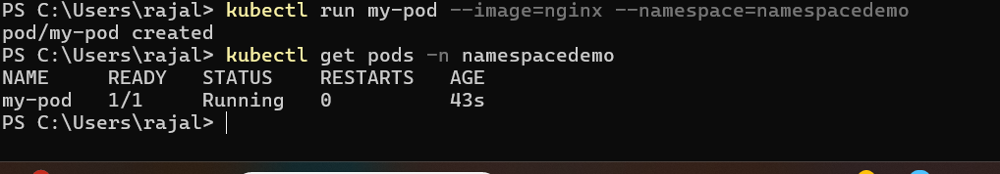 PS C:\Users\rajal> kubectl run my-pod --image=nginx --namespace=namespacedemo
pod/my-pod created
PS C:\Users\rajal> kubectl get pods -n namespacedemo
NAME     READY   STATUS    RESTARTS   AGE
my-pod   1/1     Running   0          43s
PS C:\Users\rajal>